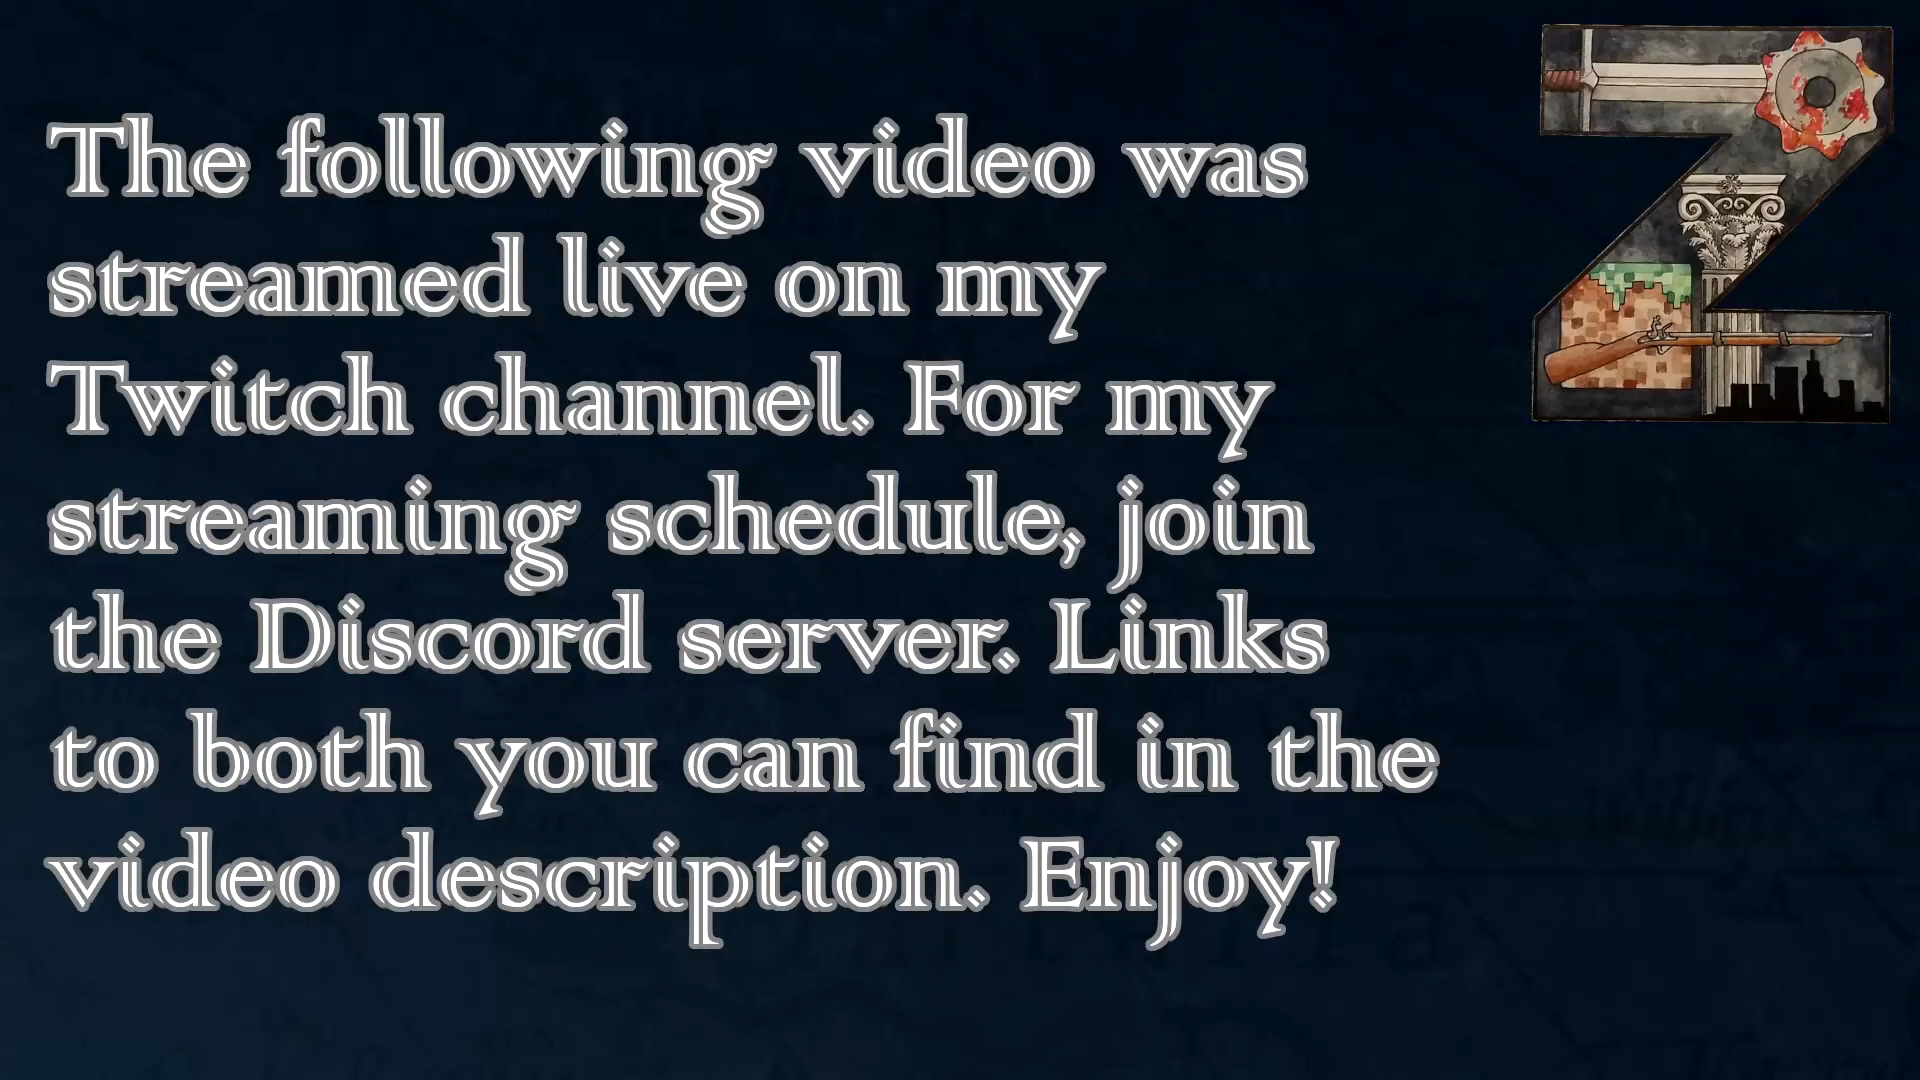 The following video was
streamed live on my
Twitch channel. For my
streaming schedule, join
the Discord server. Links
to both you can find in the
video description. Enjoy!